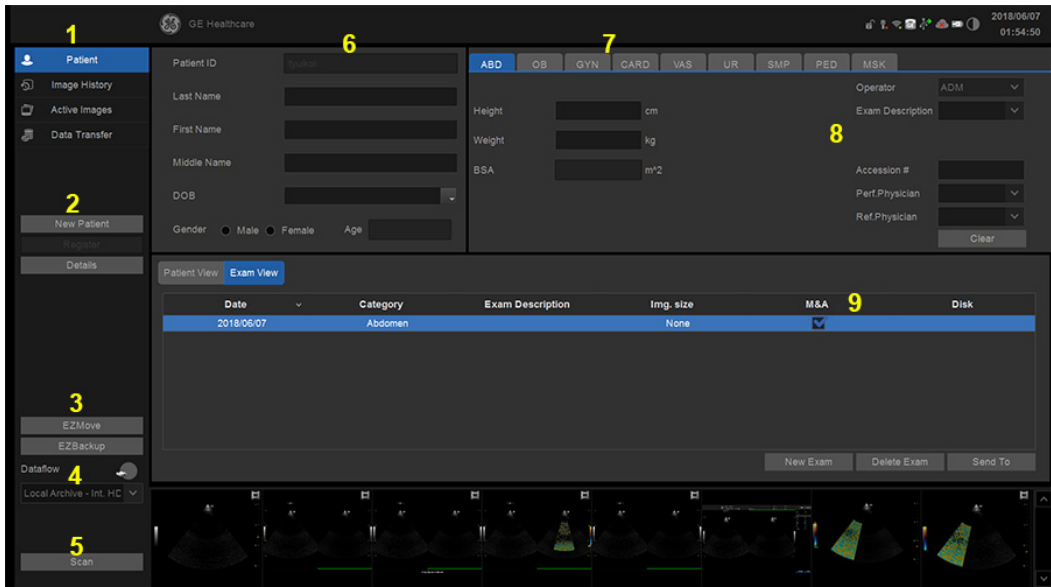 GE Healthcare
2018/06/07
01:54:50
1
Patient
Image History
Active Images
Data Transfer
2
New Patient
Register
Details
3
EZMove
EZBackup
Dataflow
4
Local Archive - Int. HD
5
Scan
6
Patient ID tyuikol
Last Name
First Name
Middle Name
DOB
Gender Male Female Age
7
ABD OB GYN CARD VAS UR SMP PED MSK
Height cm
Weight kg
BSA m^2
8
Operator ADM
Exam Description
Accession #
Perf.Physician
Ref.Physician
Clear
Patient View Exam View
9
Date Category Exam Description Img. size M&A Disk
2018/06/07 Abdomen None
New Exam Delete Exam Send To